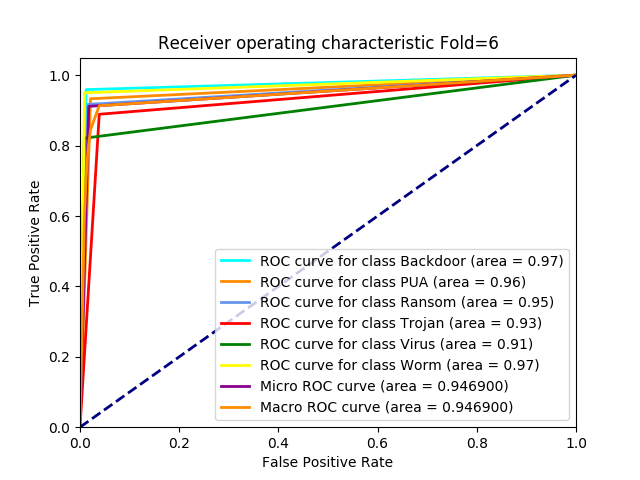 Receiver operating characteristic Fold=6
True Positive Rate
1.0
0.8
0.6
0.4
0.2
0.0
ROC curve for class Backdoor (area = 0.97)
ROC curve for class PUA (area = 0.96)
ROC curve for class Ransom (area = 0.95)
ROC curve for class Trojan (area = 0.93)
ROC curve for class Virus (area = 0.91)
ROC curve for class Worm (area = 0.97)
Micro ROC curve (area = 0.946900)
Macro ROC curve (area = 0.946900)
0.0 0.2 0.4 0.6 0.8 1.0
False Positive Rate